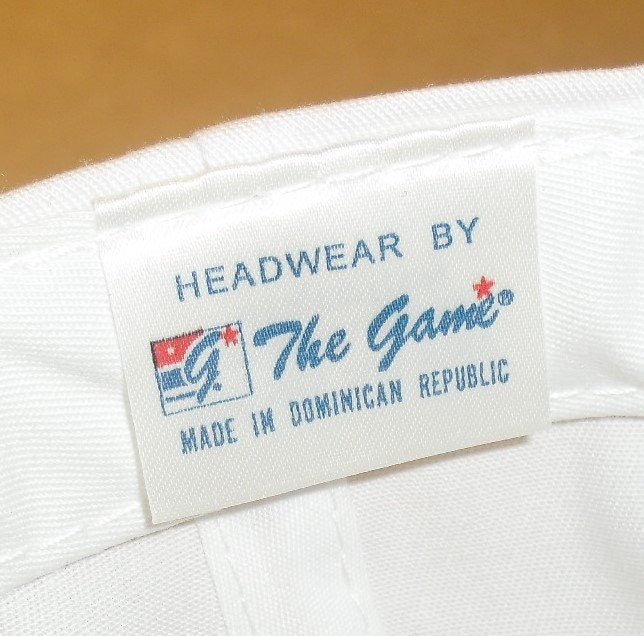 HEADWEAR BY
G. The Game®
MADE IN DOMINICAN REPUBLIC